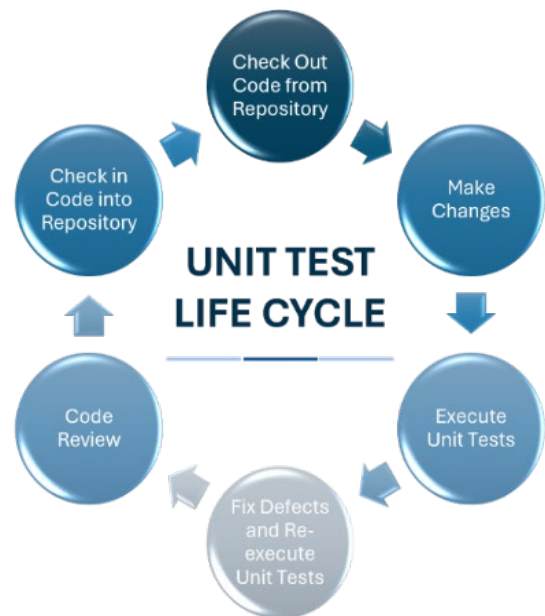 Check Out
Code from
Repository
Make
Changes
Execute
Unit Tests
Fix Defects
and Re-
execute
Unit Tests
Code
Review
Check in
Code into
Repository
UNIT TEST
LIFE CYCLE